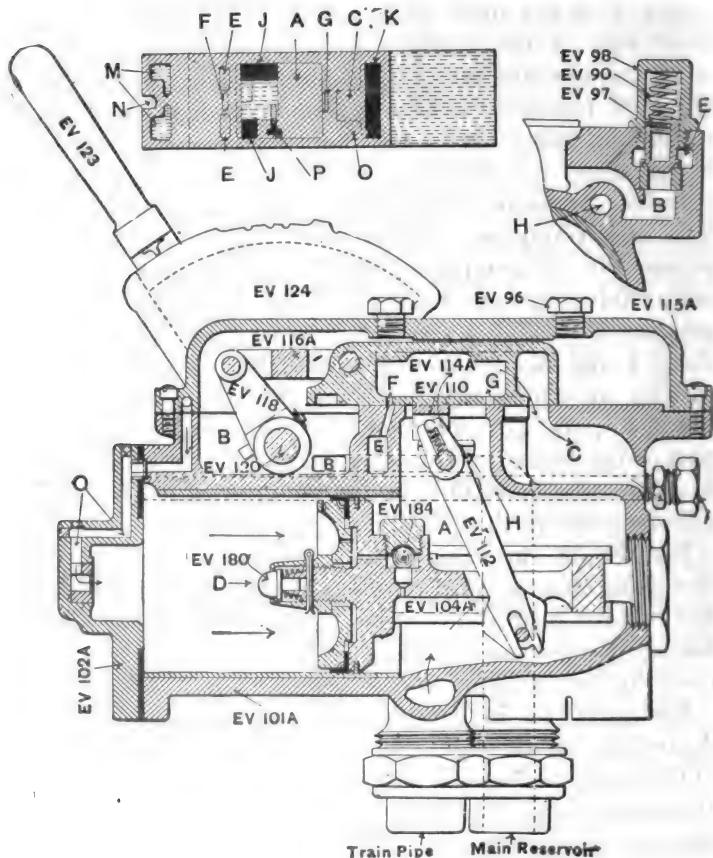 F E J A G C K
M
N
E J P O
EV 98
EV 90
EV 97
E
B
H
EV 123
EV 124
EV 96
EV 115A
EV 116A
EV 114A
EV 110
F
G
EV 118
B
E
C
EV 120
B
O
EV 184
A
H
EV 112
EV 180
D
EV 104A
EV 102A
EV 101A
Train Pipe
Main Reservoir